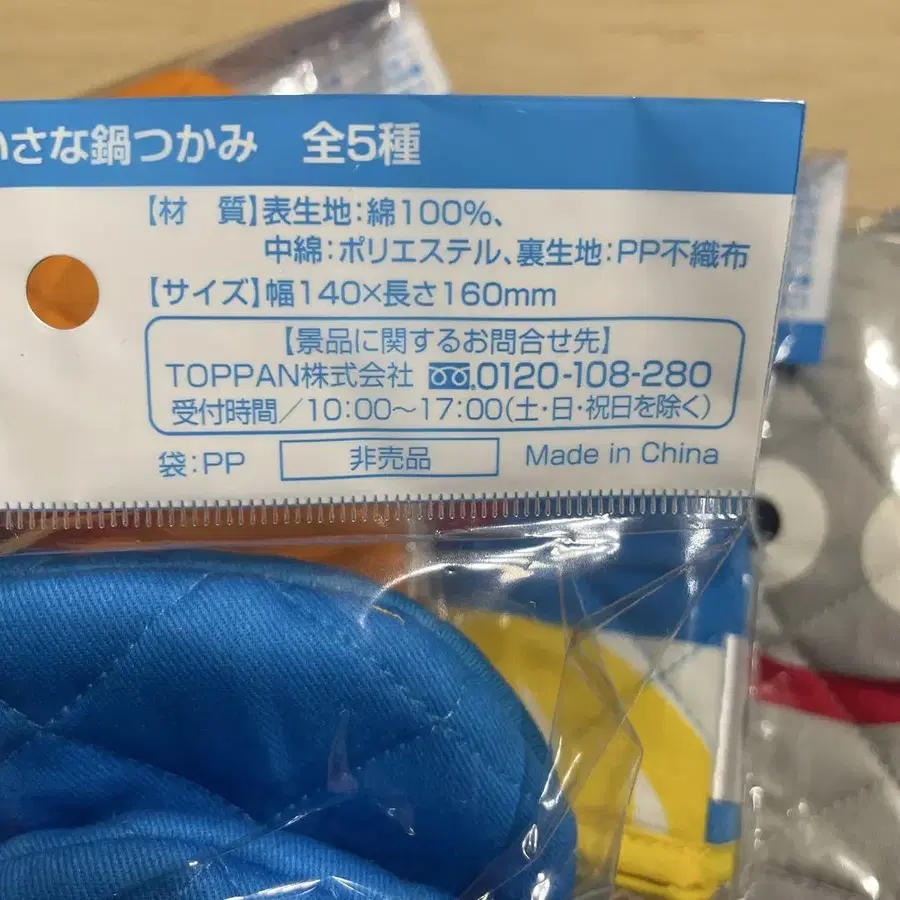 いさな鍋つかみ 全5種
【材 質】表生地:綿100%、
中綿:ポリエステル、裏生地:PP不織布
【サイズ】幅140×長さ160mm
【景品に関するお問合せ先】
TOPPAN株式会社 0120-108-280
受付時間/10:00〜17:00(土・日・祝日を除く)
袋:PP 非売品 Made in China